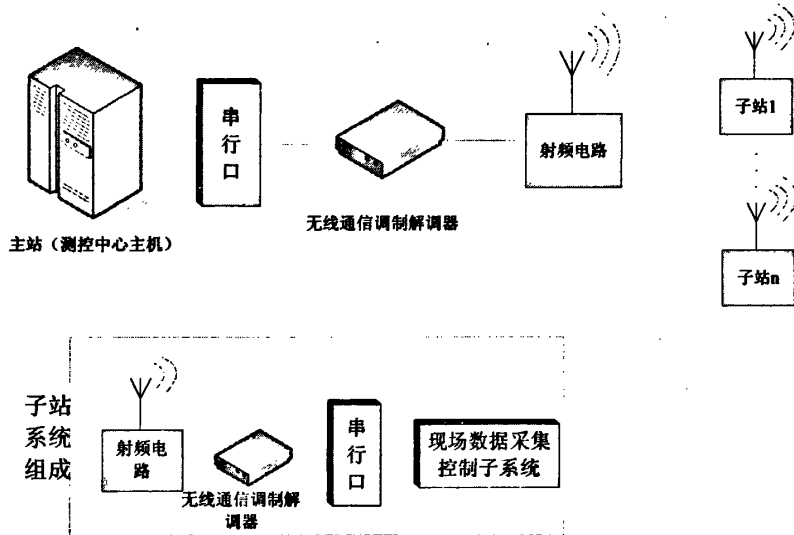 串
行
口
射频电路
子站1
无线通信调制解调器
主站（测控中心主机）
子站n
子站
系统
组成
射频电
路
无线通信调制解
调器
串
行
口
现场数据采集
控制子系统